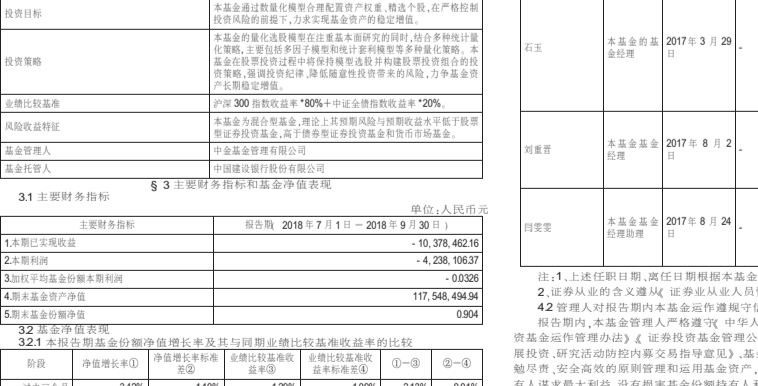 投资目标
本基金通过数量化模型合理配置资产权重、精选个股,在严格控制
投资风险的前提下,力求实现基金资产的稳定增值。
投资策略
本基金的量化选股模型在注重基本面研究的同时,结合多种统计量
化策略,主要包括多因子模型和统计套利模型等多种量化策略。本
基金在股票投资过程中将保持模型选股并构建股票投资组合的投
资策略,强调投资纪律、降低随意性投资带来的风险,力争基金资
产长期稳定增值。
业绩比较基准
沪深 300 指数收益率 *80%＋中证全债指数收益率 *20%。
风险收益特征
本基金为混合型基金,理论上其预期风险与预期收益水平低于股票
型证券投资基金,高于债券型证券投资基金和货币市场基金。
基金管理人
中金基金管理有限公司
基金托管人
中国建设银行股份有限公司
§ 3 主要财务指标和基金净值表现
3.1 主要财务指标
单位:人民币元
主要财务指标
报告期( 2018 年 7 月 1 日 － 2018 年 9 月 30 日 )
1.本期已实现收益
- 10,378,462.16
2.本期利润
- 4,238,106.37
3.加权平均基金份额本期利润
- 0.0326
4.期末基金资产净值
117,548,494.94
5.期末基金份额净值
0.904
3.2 基金净值表现
3.2.1 本报告期基金份额净值增长率及其与同期业绩比较基准收益率的比较
阶段
净值增长率①
净值增长率标准
差②
业绩比较基准收
益率③
业绩比较基准收
益率标准差④
①－③
②－④
石玉
本基金的基
金经理
2017 年 3 月 29
日
-
刘重晋
本基金基金
经理
2017 年 8 月 2
日
-
闫雯雯
本基金基金
经理助理
2017 年 8 月 24
日
-
注:1、上述任职日期、离任日期根据本基金
2、证券从业的含义遵从《证券业从业人员
4.2 管理人对报告期内本基金运作遵规守信
报告期内,本基金管理人严格遵守《中华人
资基金运作管理办法》、《证券投资基金管理公
展投资、研究活动防控内幕交易指导意见》、基
勉尽责、安全高效的原则管理和运用基金资产,